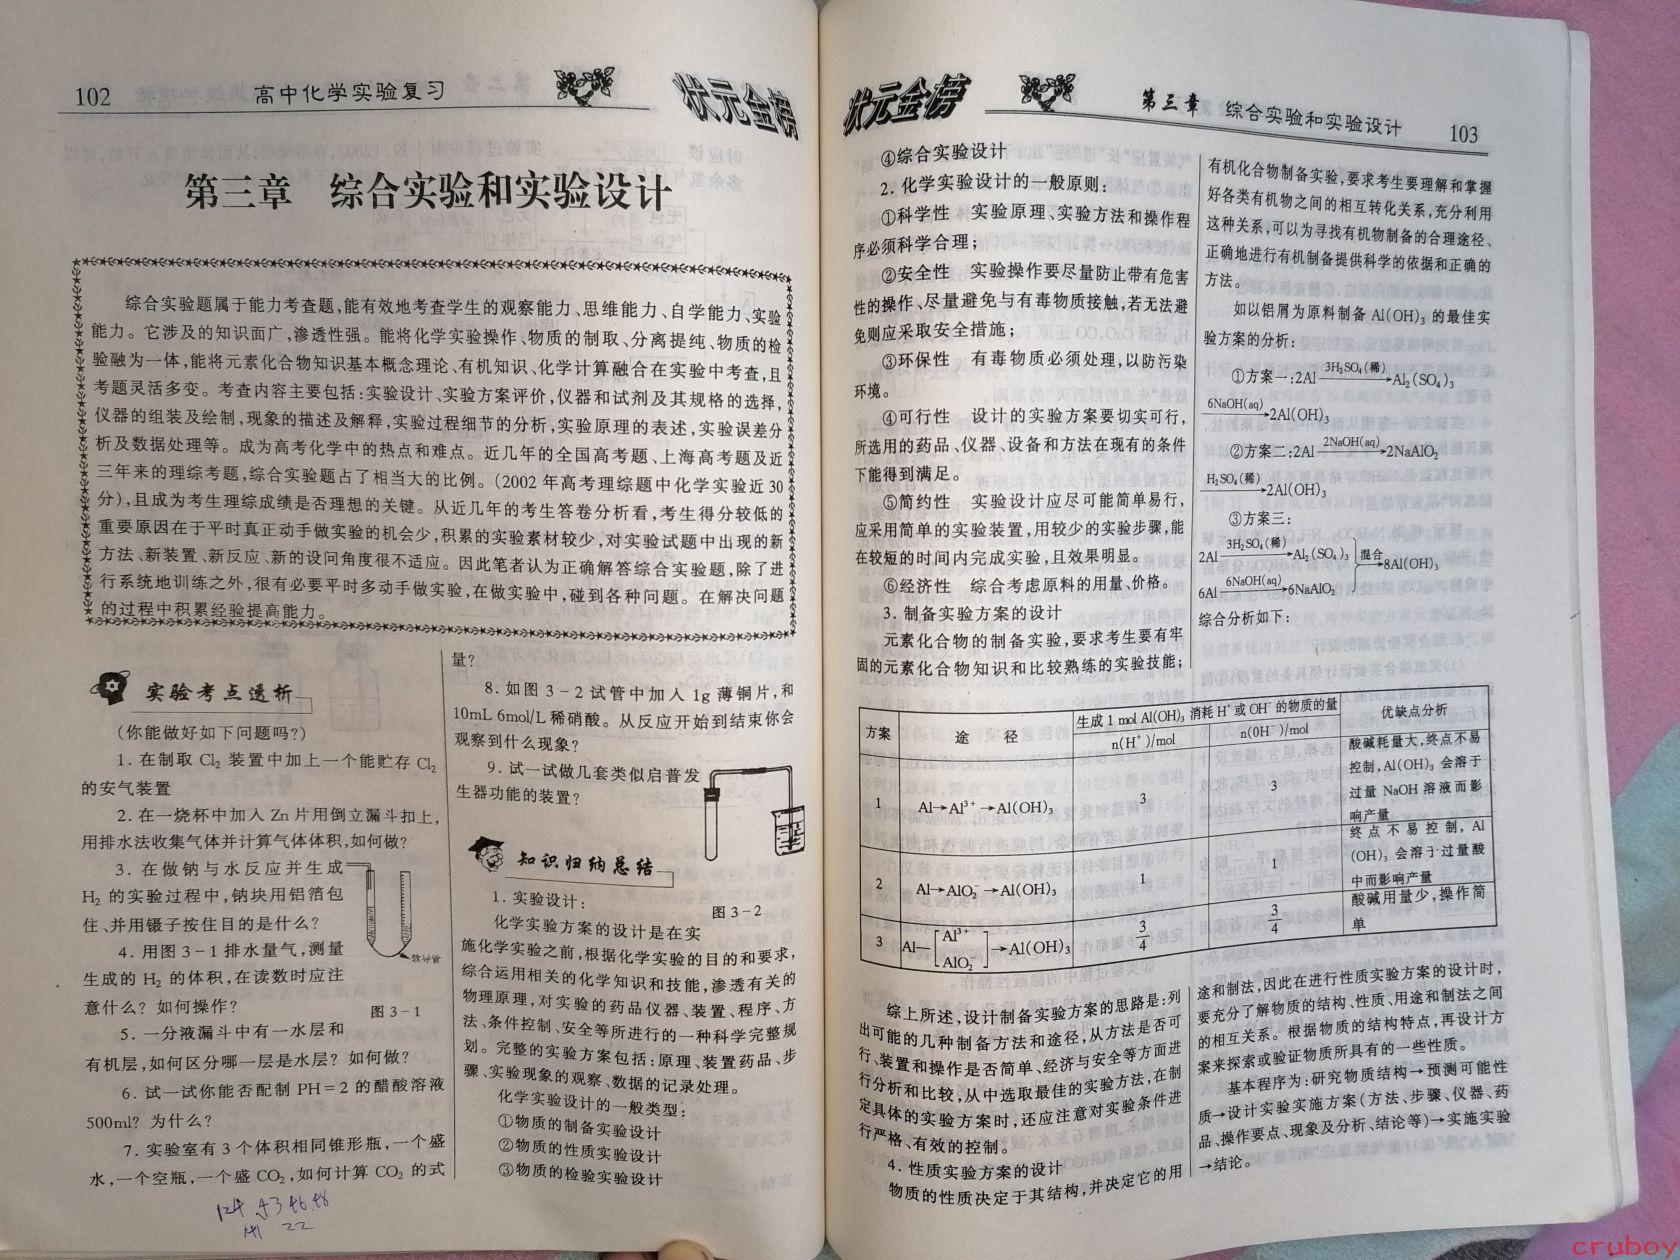 102 高中化学实验复习 状元金榜
第三章 综合实验和实验设计
综合实验题属于能力考查题,能有效地考查学生的观察能力、思维能力、自学能力、实验
能力。它涉及的知识面广,渗透性强。能将化学实验操作、物质的制取、分离提纯、物质的检
验融为一体,能将元素化合物知识基本概念理论、有机知识、化学计算融合在实验中考查,且
考题灵活多变。考查内容主要包括:实验设计、实验方案评价,仪器和试剂及其规格的选择,
仪器的组装及绘制,现象的描述及解释,实验过程细节的分析,实验原理的表述,实验误差分
析及数据处理等。成为高考化学中的热点和难点。近几年的全国高考题、上海高考题及近
三年来的理综考题,综合实验题占了相当大的比例。(2002年高考理综题中化学实验近30
分),且成为考生理综成绩是否理想的关键。从近几年的考生答卷分析看,考生得分较低的
重要原因在于平时真正动手做实验的机会少,积累的实验素材较少,对实验试题中出现的新
方法、新装置、新反应、新的设问角度很不适应。因此笔者认为正确解答综合实验题,除了进
行系统地训练之外,很有必要平时多动手做实验,在做实验中,碰到各种问题。在解决问题
的过程中积累经验提高能力。
实验考点透析
(你能做好如下问题吗?)
1. 在制取 Cl₂ 装置中加上一个能贮存 Cl₂
的安气装置
2. 在一烧杯中加入 Zn 片用倒立漏斗扣上,
用排水法收集气体并计算气体体积,如何做?
3. 在做钠与水反应并生成
H₂ 的实验过程中,钠块用铝箔包
住、并用镊子按住目的是什么?
4. 用图3-1排水量气,测量
生成的 H₂ 的体积,在读数时应注
意什么? 如何操作?
软导管
图3-1
5. 一分液漏斗中有一水层和
有机层,如何区分哪一层是水层? 如何做?
6. 试一试你能否配制 PH=2 的醋酸溶液
500ml? 为什么?
7. 实验室有3个体积相同锥形瓶,一个盛
水,一个空瓶,一个盛 CO₂,如何计算 CO₂ 的式
量?
8. 如图3-2试管中加入1g薄铜片,和
10mL 6mol/L稀硝酸。从反应开始到结束你会
观察到什么现象?
9. 试一试做几套类似启普发
生器功能的装置?
知识归纳总结
图3-2
1. 实验设计:
化学实验方案的设计是在实
施化学实验之前,根据化学实验的目的和要求,
综合运用相关的化学知识和技能,渗透有关的
物理原理,对实验的药品仪器、装置、程序、方
法、条件控制、安全等所进行的一种科学完整规
划。完整的实验方案包括:原理、装置药品、步
骤、实验现象的观察、数据的记录处理。
化学实验设计的一般类型:
①物质的制备实验设计
②物质的性质实验设计
③物质的检验实验设计
状元金榜 第三章 综合实验和实验设计 103
④综合实验设计
2. 化学实验设计的一般原则:
①科学性 实验原理、实验方法和操作程
序必须科学合理;
②安全性 实验操作要尽量防止带有危害
性的操作、尽量避免与有毒物质接触,若无法避
免则应采取安全措施;
③环保性 有毒物质必须处理,以防污染
环境。
④可行性 设计的实验方案要切实可行,
所选用的药品、仪器、设备和方法在现有的条件
下能得到满足。
⑤简约性 实验设计应尽可能简单易行,
应采用简单的实验装置,用较少的实验步骤,能
在较短的时间内完成实验,且效果明显。
⑥经济性 综合考虑原料的用量、价格。
3. 制备实验方案的设计
元素化合物的制备实验,要求考生要有牢
固的元素化合物知识和比较熟练的实验技能;
有机化合物制备实验,要求考生要理解和掌握
好各类有机物之间的相互转化关系,充分利用
这种关系,可以为寻找有机物制备的合理途径、
正确地进行有机制备提供科学的依据和正确的
方法。
如以铝屑为原料制备 Al(OH)₃ 的最佳实
验方案的分析:
①方案一:2Al —3H₂SO₄(稀)→ Al₂(SO₄)₃
—6NaOH(aq)→ 2Al(OH)₃
②方案二:2Al —2NaOH(aq)→ 2NaAlO₂
—H₂SO₄(稀)→ 2Al(OH)₃
③方案三:
2Al —3H₂SO₄(稀)→ Al₂(SO₄)₃
6Al —6NaOH(aq)→ 6NaAlO₂ } 混合→8Al(OH)₃
综合分析如下:
方案 途 径 生成1 mol Al(OH)₃ 消耗 H⁺ 或 OH⁻ 的物质的量 优缺点分析
n(H⁺)/mol n(OH⁻)/mol
1 Al→Al³⁺→Al(OH)₃ 3 3 酸碱耗量大,终点不易
控制,Al(OH)₃ 会溶于
过量 NaOH 溶液而影
响产量
2 Al→AlO₂⁻→Al(OH)₃ 1 1 终点不易控制, Al
(OH)₃ 会溶于过量酸
中而影响产量
3 Al—[Al³⁺ AlO₂⁻]→Al(OH)₃ 3/4 3/4 酸碱用量少,操作简
单
综上所述,设计制备实验方案的思路是:列
出可能的几种制备方法和途径,从方法是否可
行、装置和操作是否简单、经济与安全等方面进
行分析和比较,从中选取最佳的实验方法,在制
定具体的实验方案时,还应注意对实验条件进
行严格、有效的控制。
4. 性质实验方案的设计
物质的性质决定于其结构,并决定它的用
途和制法,因此在进行性质实验方案的设计时,
要充分了解物质的结构、性质、用途和制法之间
的相互关系。根据物质的结构特点,再设计方
案来探索或验证物质所具有的一些性质。
基本程序为:研究物质结构→预测可能性
质→设计实验实施方案(方法、步骤、仪器、药
品、操作要点、现象及分析、结论等)→实施实验
→结论。
cruboy